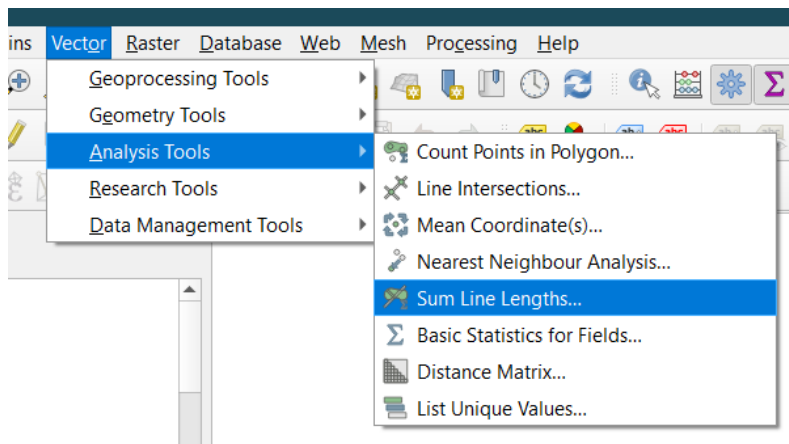 ins Vector Raster Database Web Mesh Processing Help
Geoprocessing Tools
Geometry Tools
Analysis Tools
Research Tools
Data Management Tools
Count Points in Polygon...
Line Intersections...
Mean Coordinate(s)...
Nearest Neighbour Analysis...
Sum Line Lengths...
Basic Statistics for Fields...
Distance Matrix...
List Unique Values...